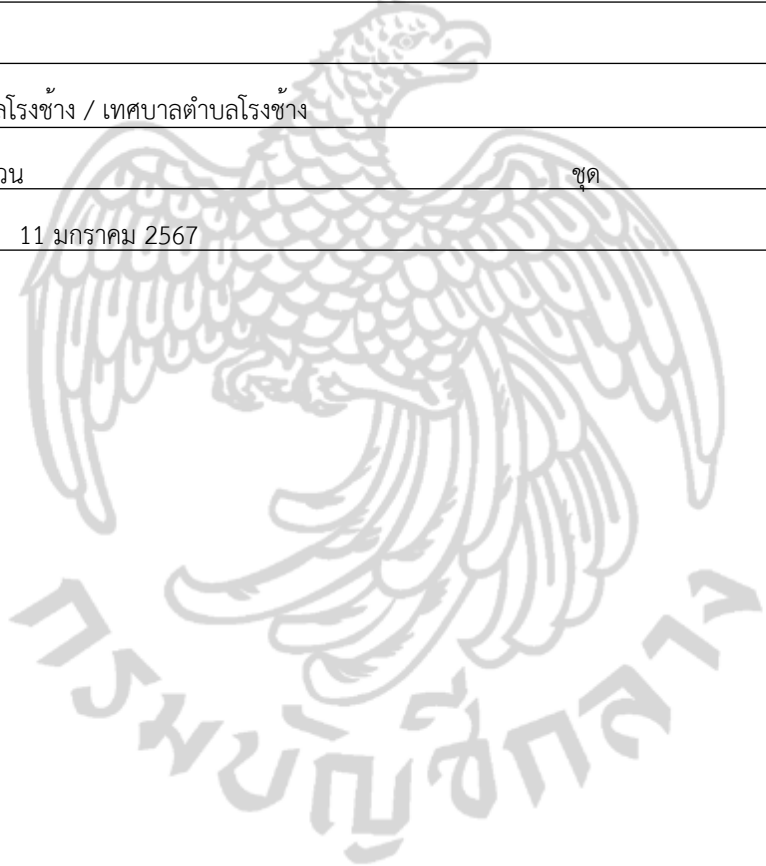 ลโรงช้าง / เทศบาลตำบลโรงช้าง
วน ชุด
11 มกราคม 2567
กรมบัญชีกลาง